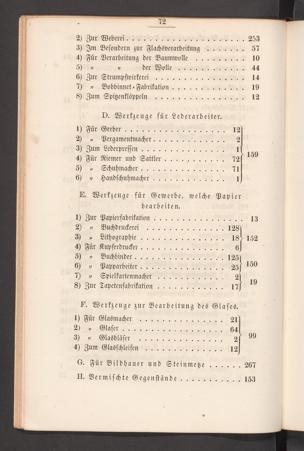 72
2) Zur Weberei . . . . . . . . . . . . . 253
3) Im Besondern zur Flachsverarbeitung . . . . . . 57
4) Für Verarbeitung der Baumwolle . . . . . . . 10
5) „ „ der Wolle . . . . . . . . 44
6) Zur Strumpfwirkerei . . . . . . . . . . 14
7) „ Bobbinnet-Fabrikation . . . . . . . . 19
8) Zum Spitzenklöppeln . . . . . . . . . 12
D. Werkzeuge für Lederarbeiter.
1) Für Gerber . . . . . . . . . . . 12
2) „ Pergamentmacher . . . . . . . . 2
3) Zum Lederpressen . . . . . . . . . 1
4) Für Riemer und Sattler . . . . . . . 72 159
5) „ Schuhmacher . . . . . . . . . 71
6) „ Handschuhmacher . . . . . . . . 1
E. Werkzeuge für Gewerbe, welche Papier
bearbeiten.
1) Zur Papierfabrikation . . . . . . . . . 13
2) „ Buchdruckerei . . . . . . . . . 128
3) „ Lithographie . . . . . . . . . 18 152
4) Für Kupferdrucker . . . . . . . . . 6
5) „ Buchbinder . . . . . . . . . . 125
6) „ Papparbeiter . . . . . . . . . 25 150
7) „ Spielkartenmacher . . . . . . . . 2
8) Zur Tapetenfabrikation . . . . . . . . 17 19
F. Werkzeuge zur Bearbeitung des Glases.
1) Für Glasmacher . . . . . . . . . 21
2) „ Glaser . . . . . . . . . . . 64
3) „ Glasbläser . . . . . . . . . . 2 99
4) Zum Glasschleifen . . . . . . . . . 12
G. Für Bildhauer und Steinmetze . . . . . . 267
H. Vermischte Gegenstände . . . . . . . . 153